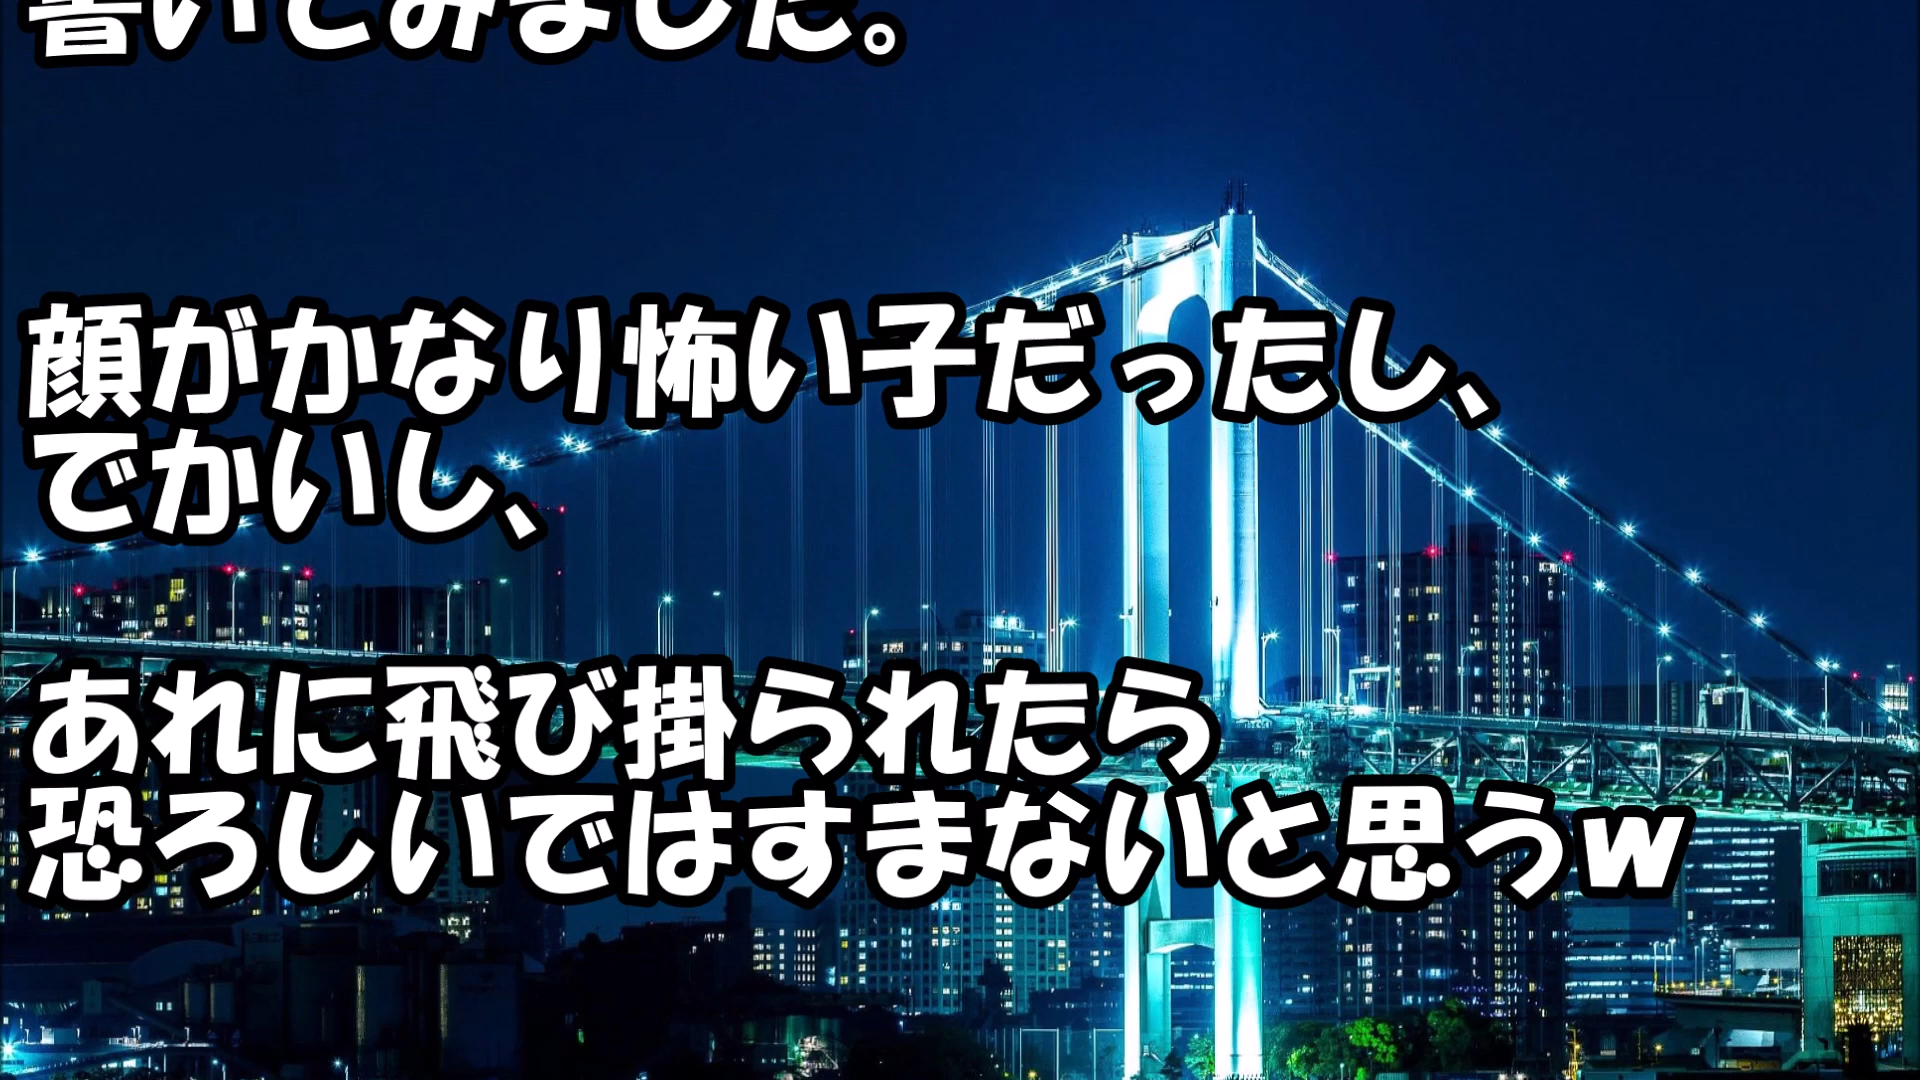 書いてみました。
顔がかなり怖い子だったし、
でかいし、
あれに飛び掛られたら
恐ろしいではすまないと思うw